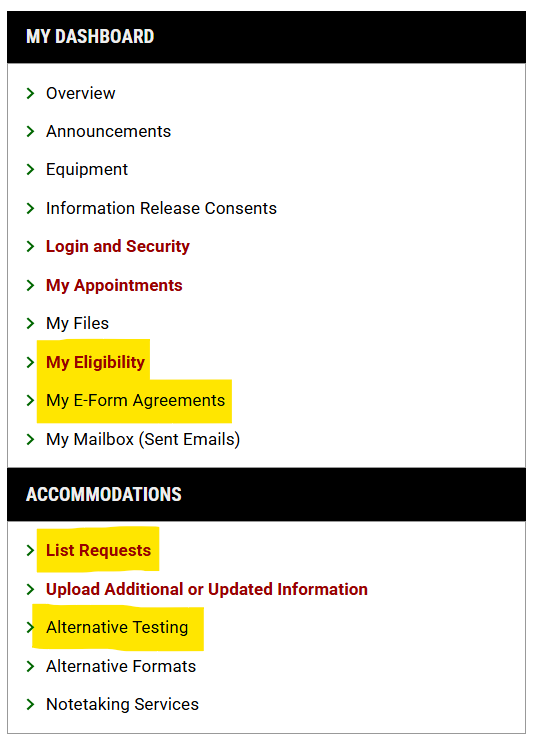 MY DASHBOARD
Overview
Announcements
Equipment
Information Release Consents
Login and Security
My Appointments
My Files
My Eligibility
My E-Form Agreements
My Mailbox (Sent Emails)
ACCOMMODATIONS
List Requests
Upload Additional or Updated Information
Alternative Testing
Alternative Formats
Notetaking Services